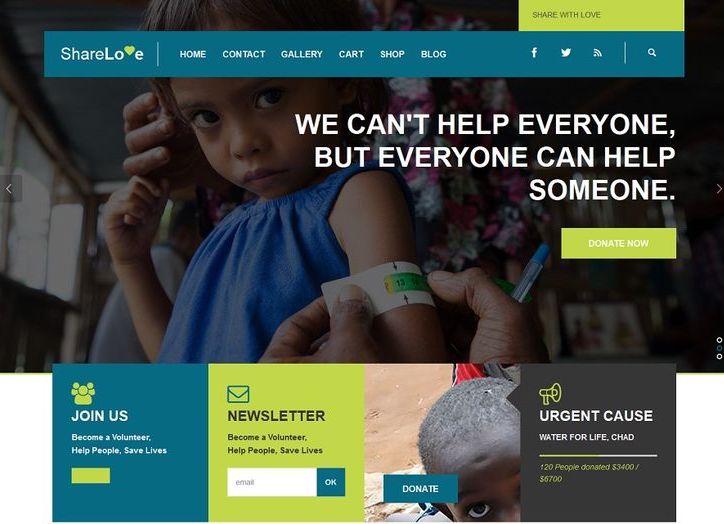 SHARE WITH LOVE
ShareLove HOME CONTACT GALLERY CART SHOP BLOG
WE CAN'T HELP EVERYONE,
BUT EVERYONE CAN HELP
SOMEONE.
DONATE NOW
13
JOIN US
Become a Volunteer,
Help People, Save Lives
NEWSLETTER
Become a Volunteer,
Help People, Save Lives
email OK
DONATE
URGENT CAUSE
WATER FOR LIFE, CHAD
120 People donated $3400 /
$6700